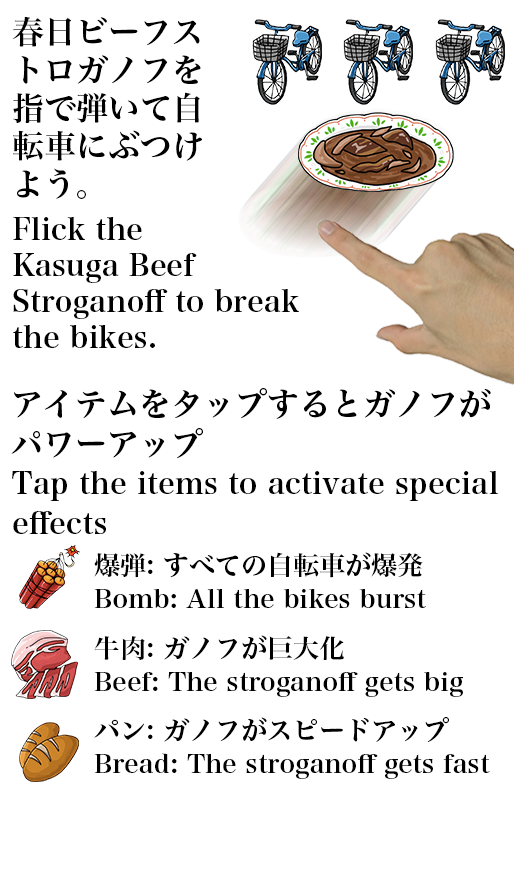 春日ビーフス
トロガノフを
指で弾いて自
転車にぶつけ
よう。
Flick the
Kasuga Beef
Stroganoff to break
the bikes.
アイテムをタップするとガノフが
パワーアップ
Tap the items to activate special
effects
爆弾: すべての自転車が爆発
Bomb: All the bikes burst
牛肉: ガノフが巨大化
Beef: The stroganoff gets big
パン: ガノフがスピードアップ
Bread: The stroganoff gets fast